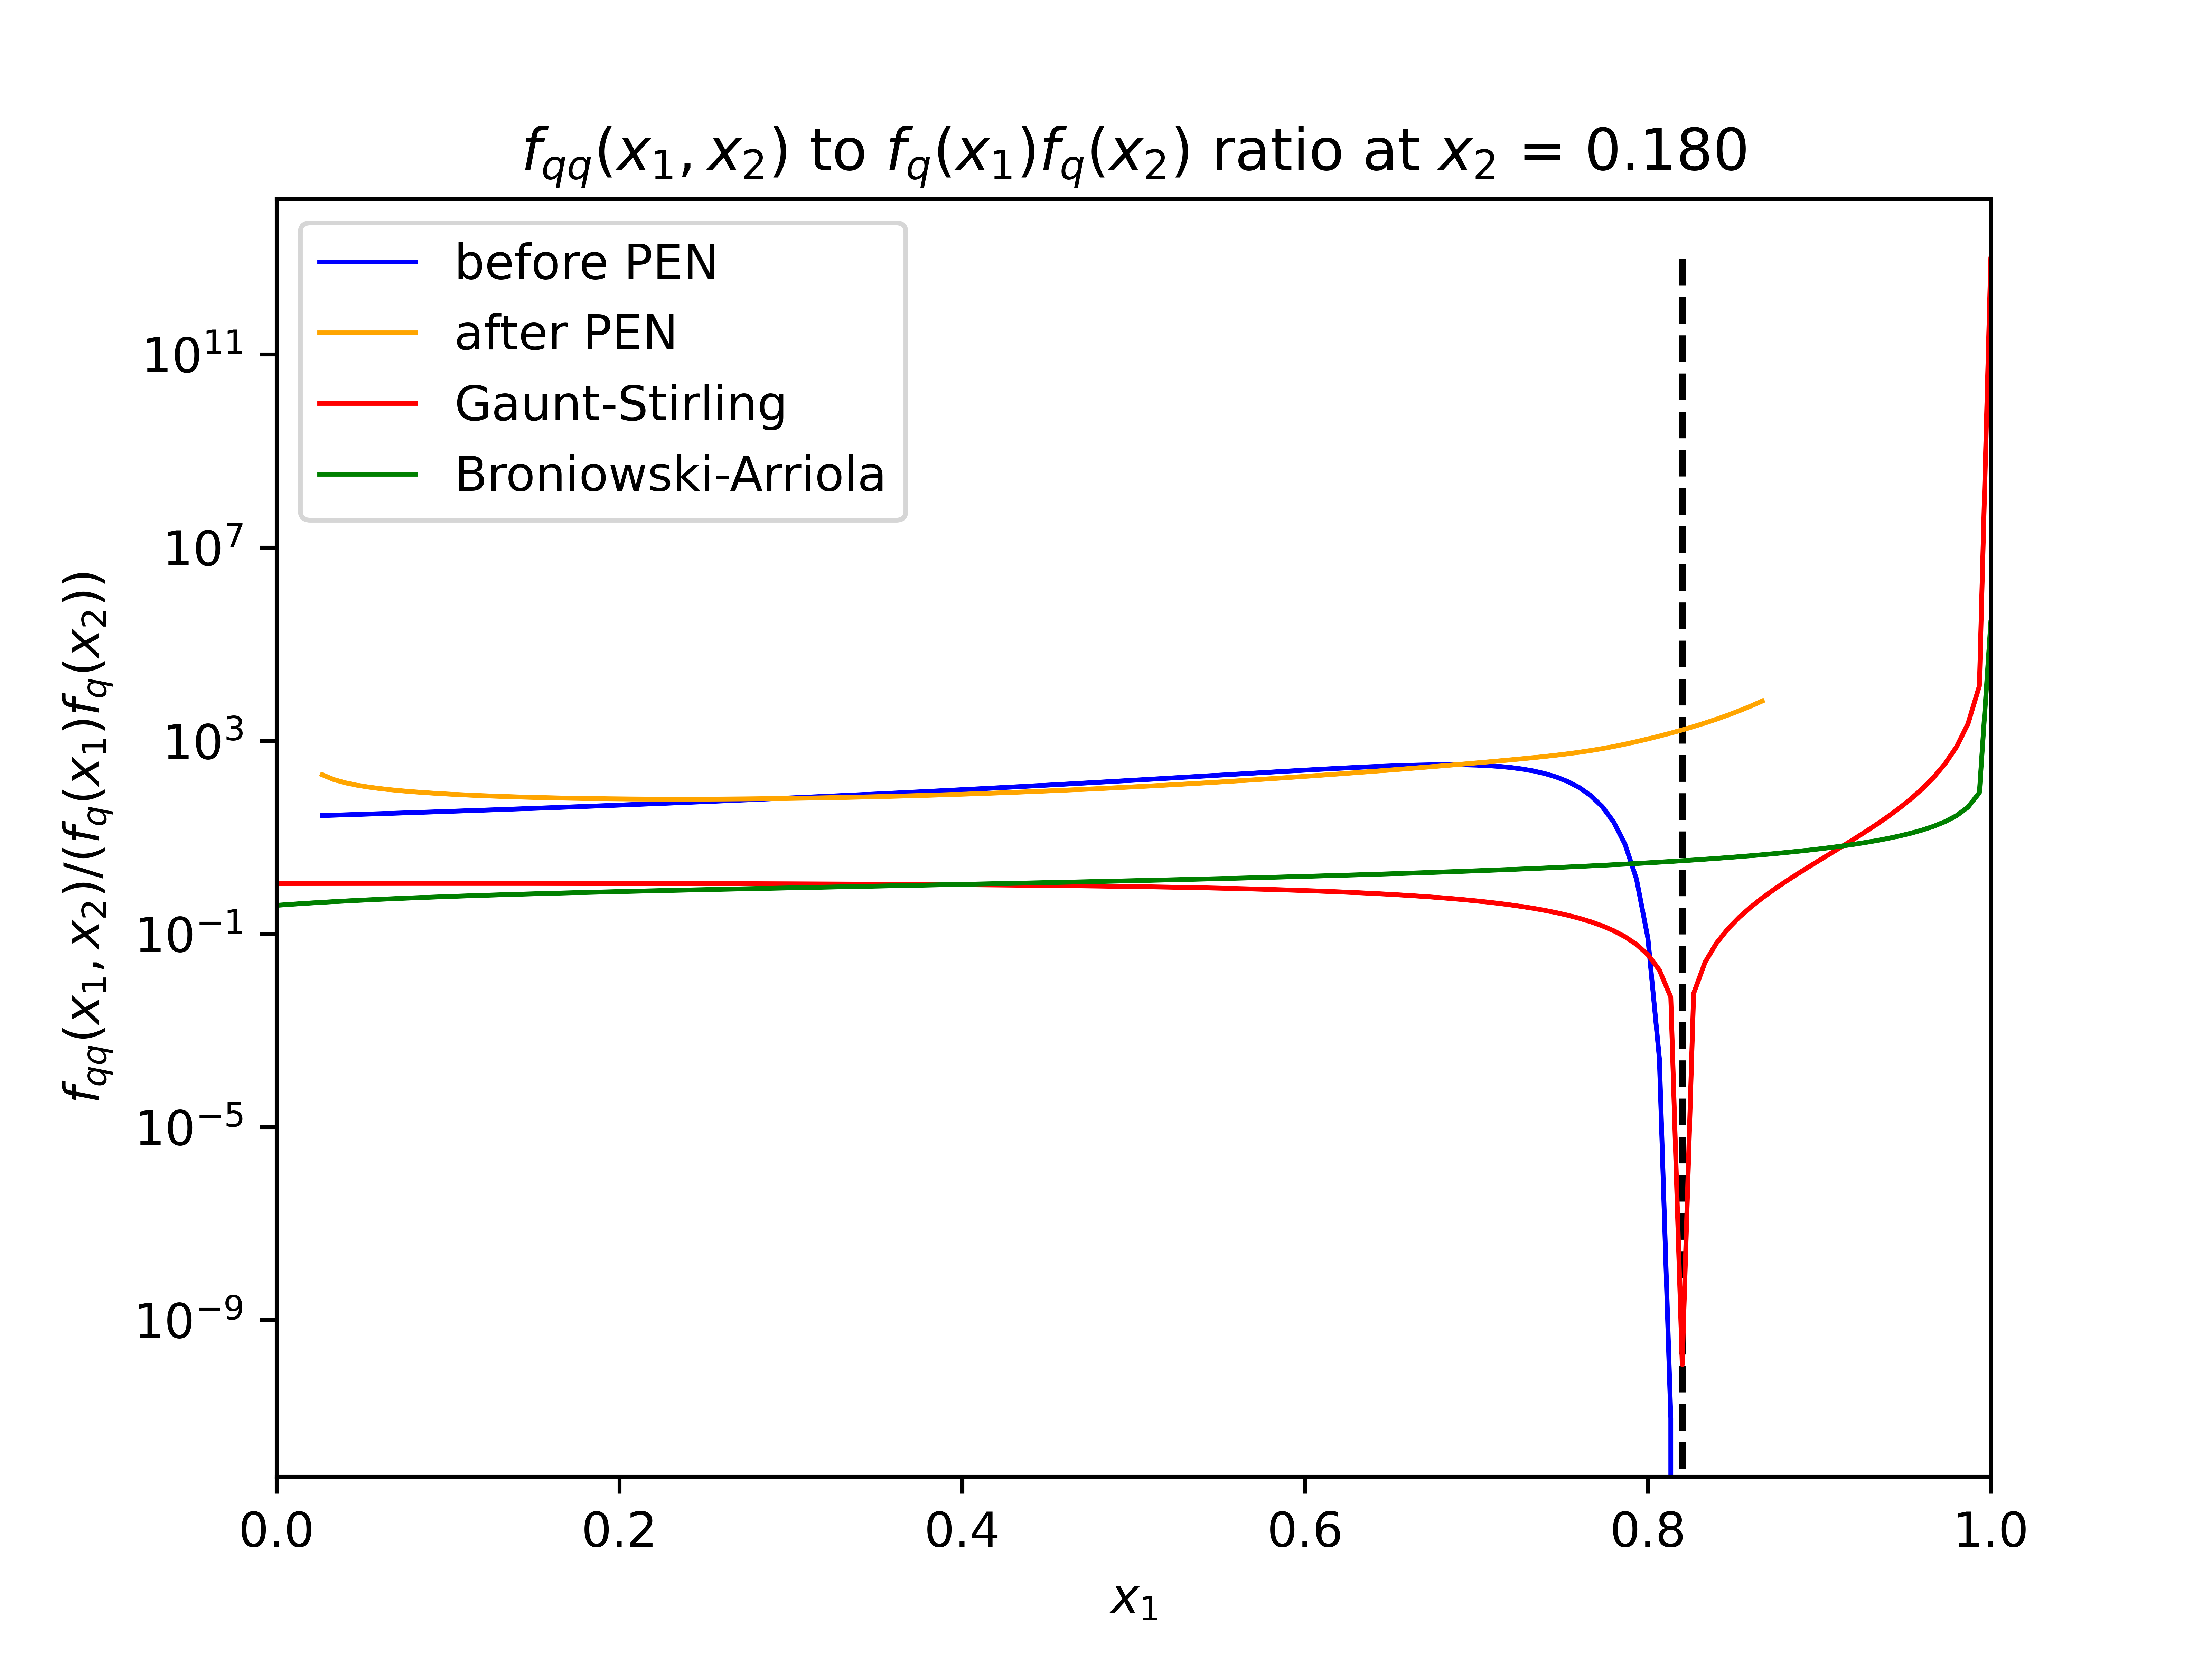 f_qq(x_1, x_2) to f_q(x_1)f_q(x_2) ratio at x_2 = 0.180
before PEN
after PEN
Gaunt-Stirling
Broniowski-Arriola
10^11
10^7
10^3
10^−1
10^−5
10^−9
f_qq(x_1, x_2)/(f_q(x_1)f_q(x_2))
0.0 0.2 0.4 0.6 0.8 1.0
x_1